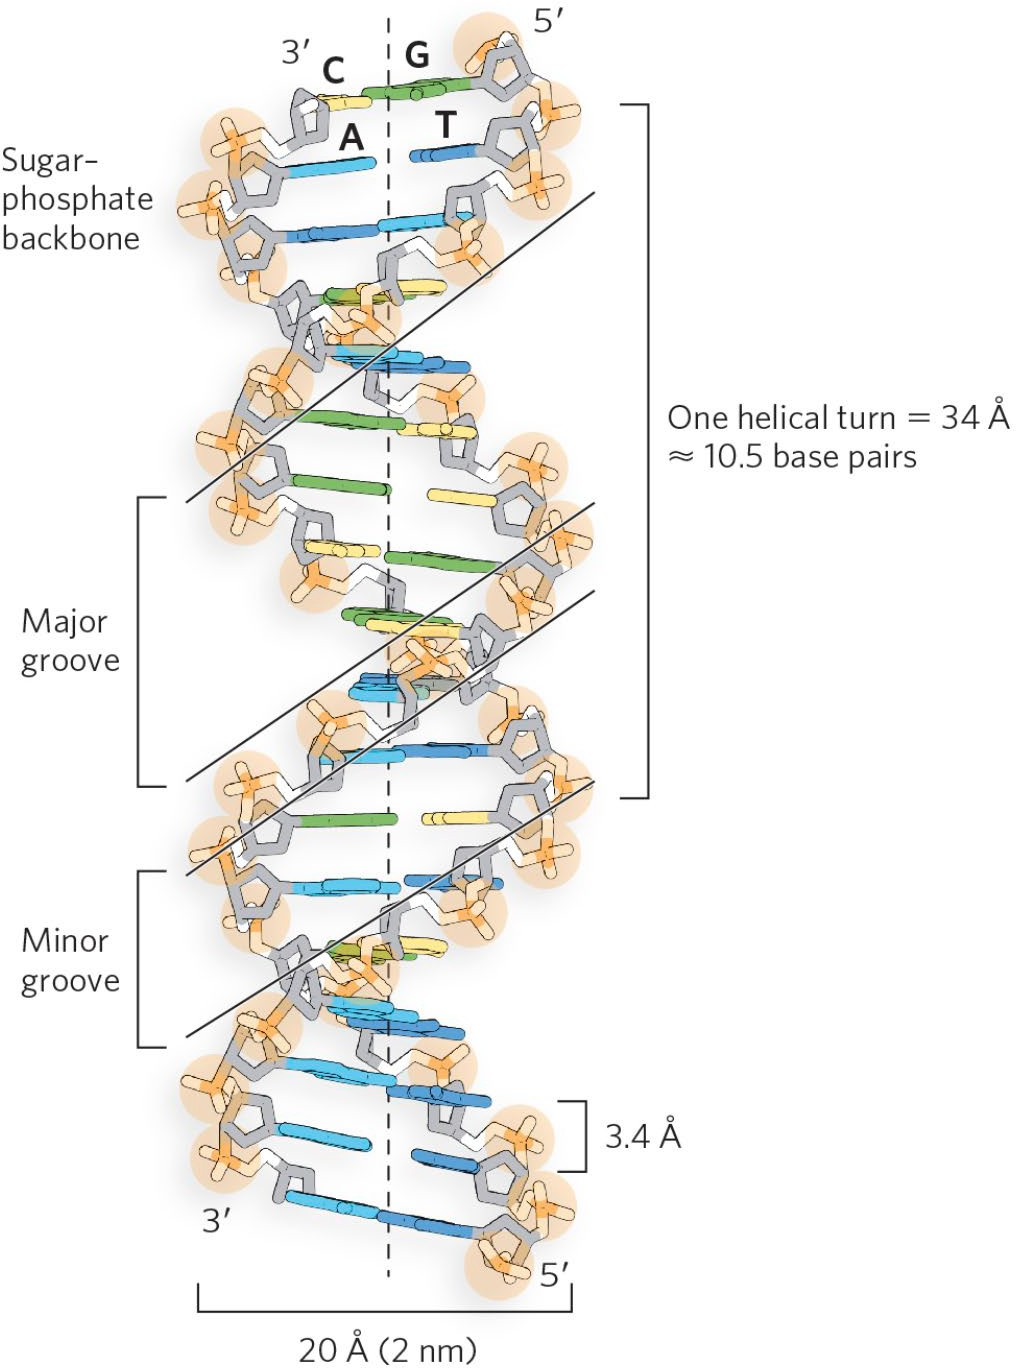 5′
3′
C
G
A
T
Sugar–
phosphate
backbone
One helical turn = 34 Å
≈ 10.5 base pairs
Major
groove
Minor
groove
3.4 Å
3′
5′
20 Å (2 nm)